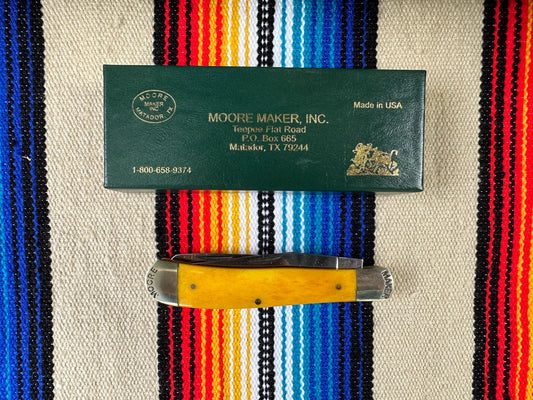 MOORE
MAKER
INC
MATADOR, TX
MOORE MAKER, INC.
Teepee Flat Road
P.O. Box 665
Matador, TX 79244
Made in USA
1-800-658-9374
MOORE
MAKER